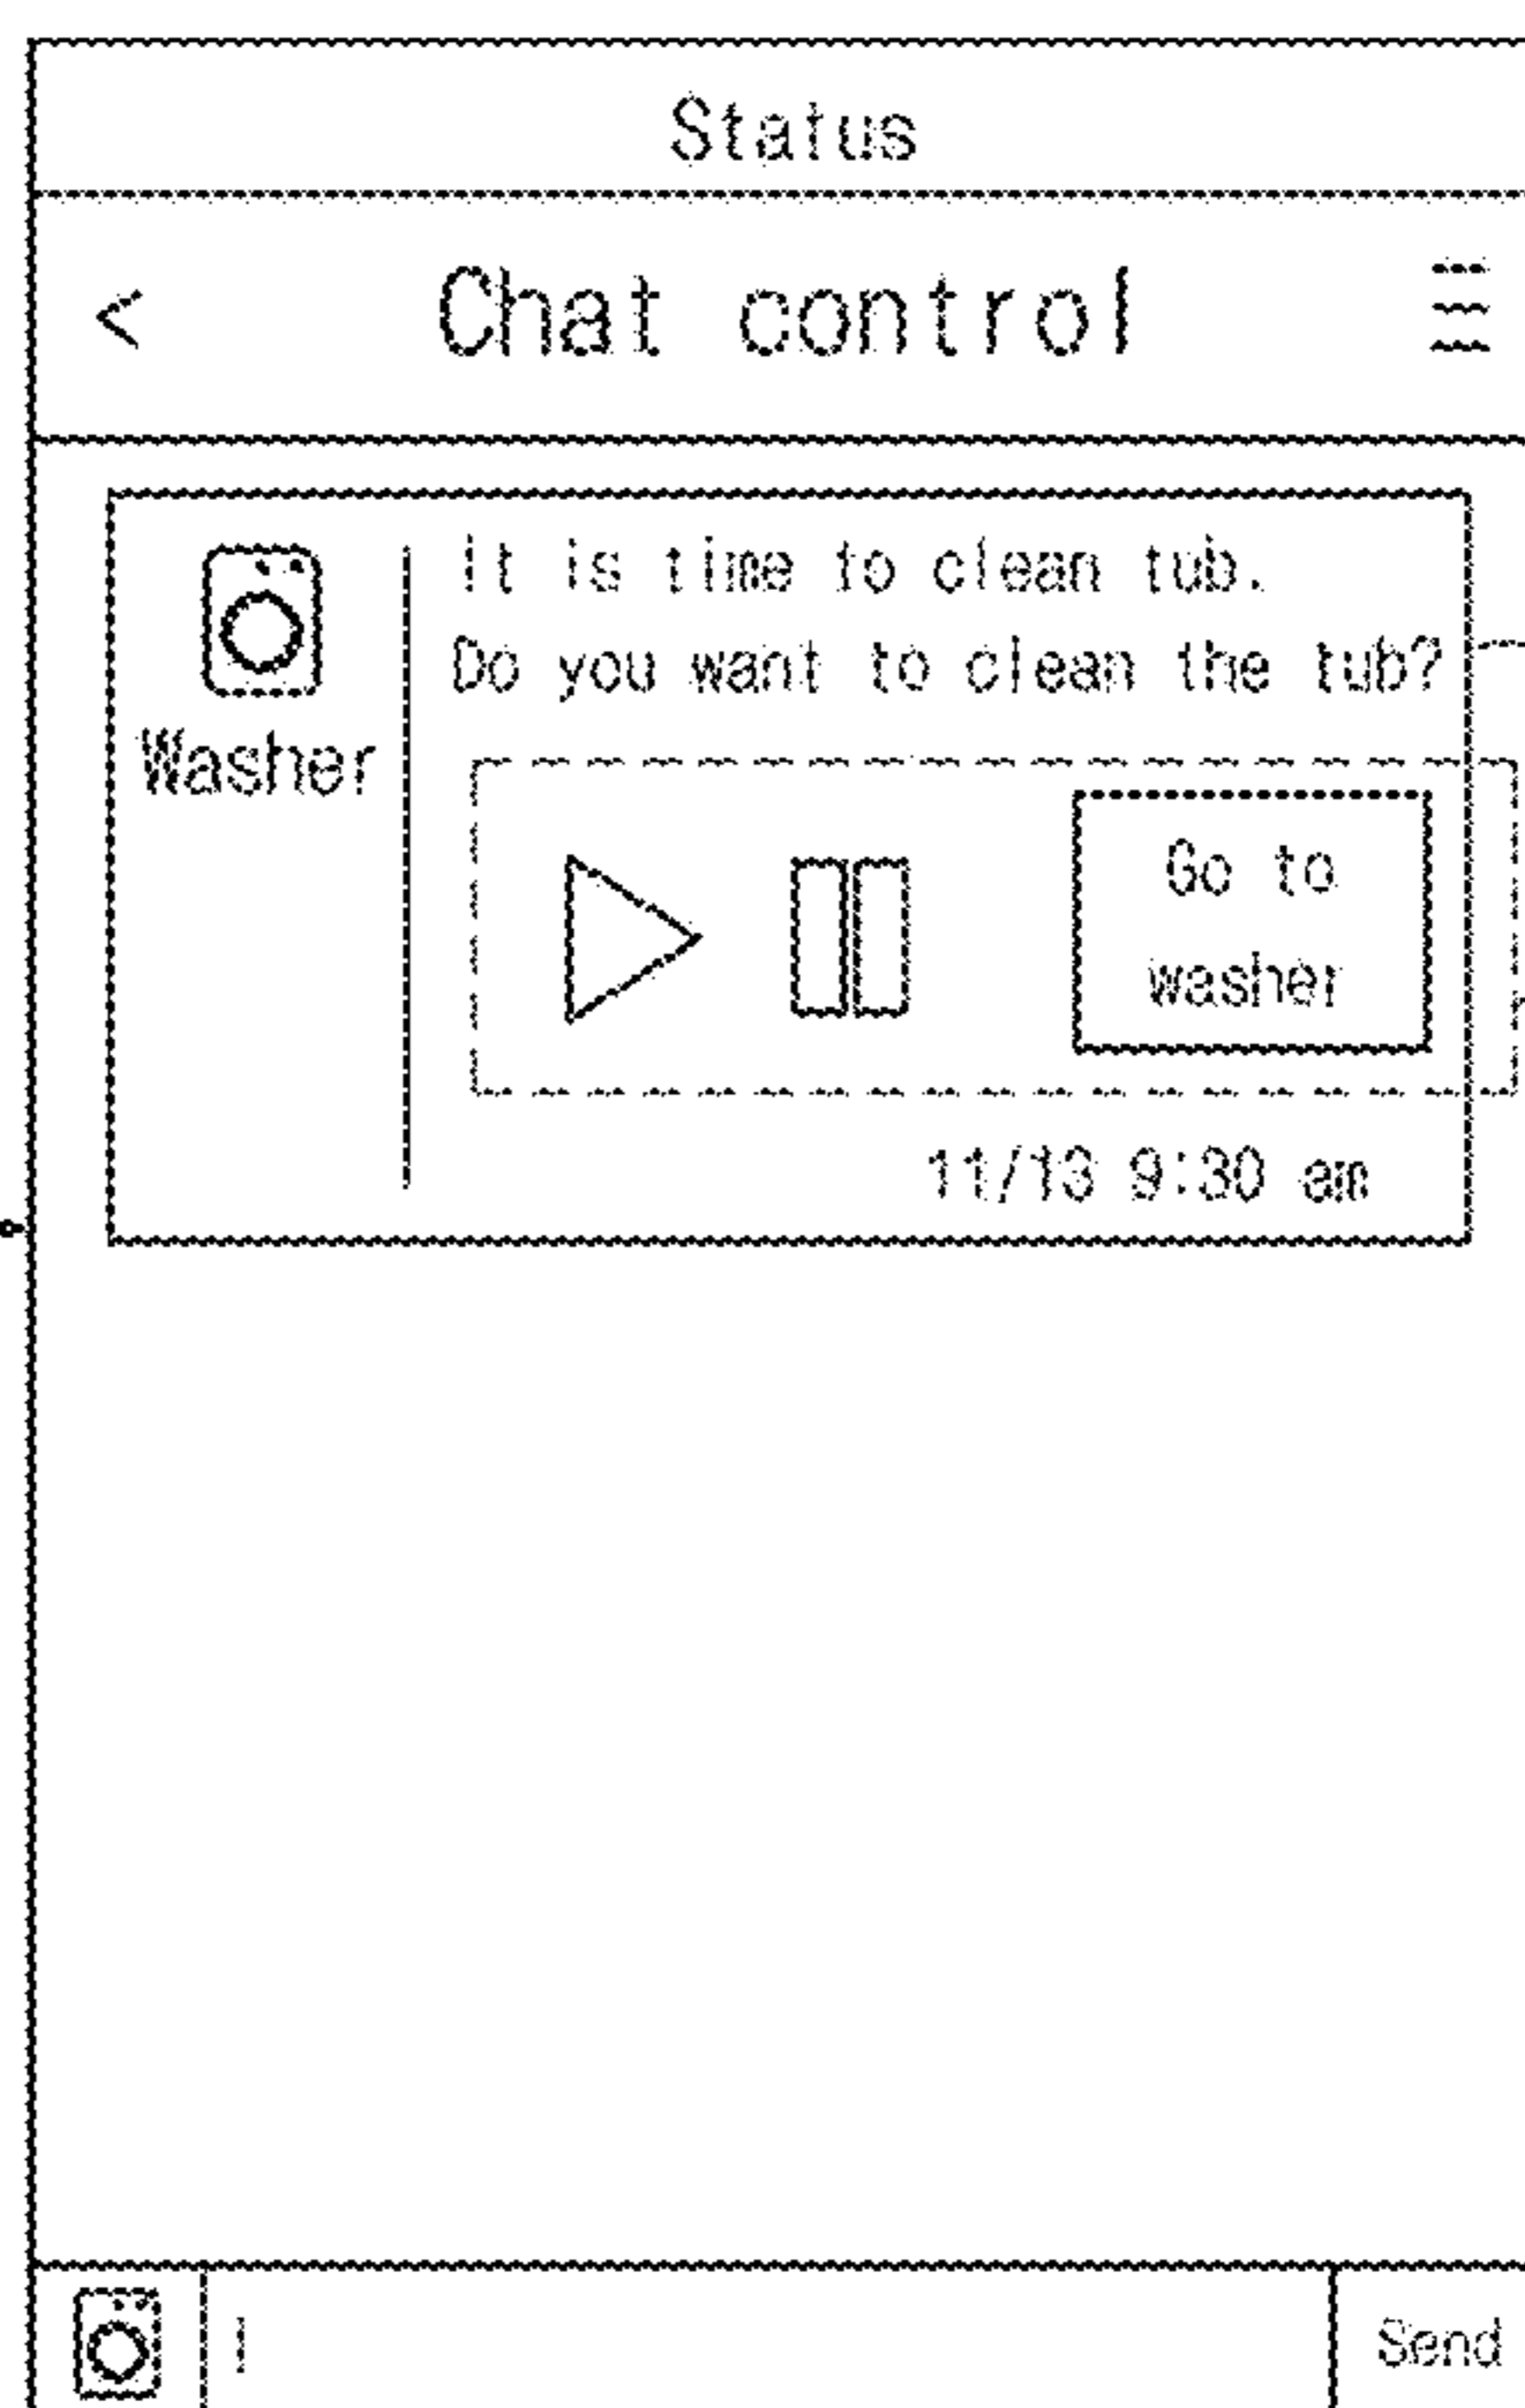 Status
< Chat control
It is time to clean tub.
Do you want to clean the tub?
Washer
Go to
washer
11/13 9:30 am
Send